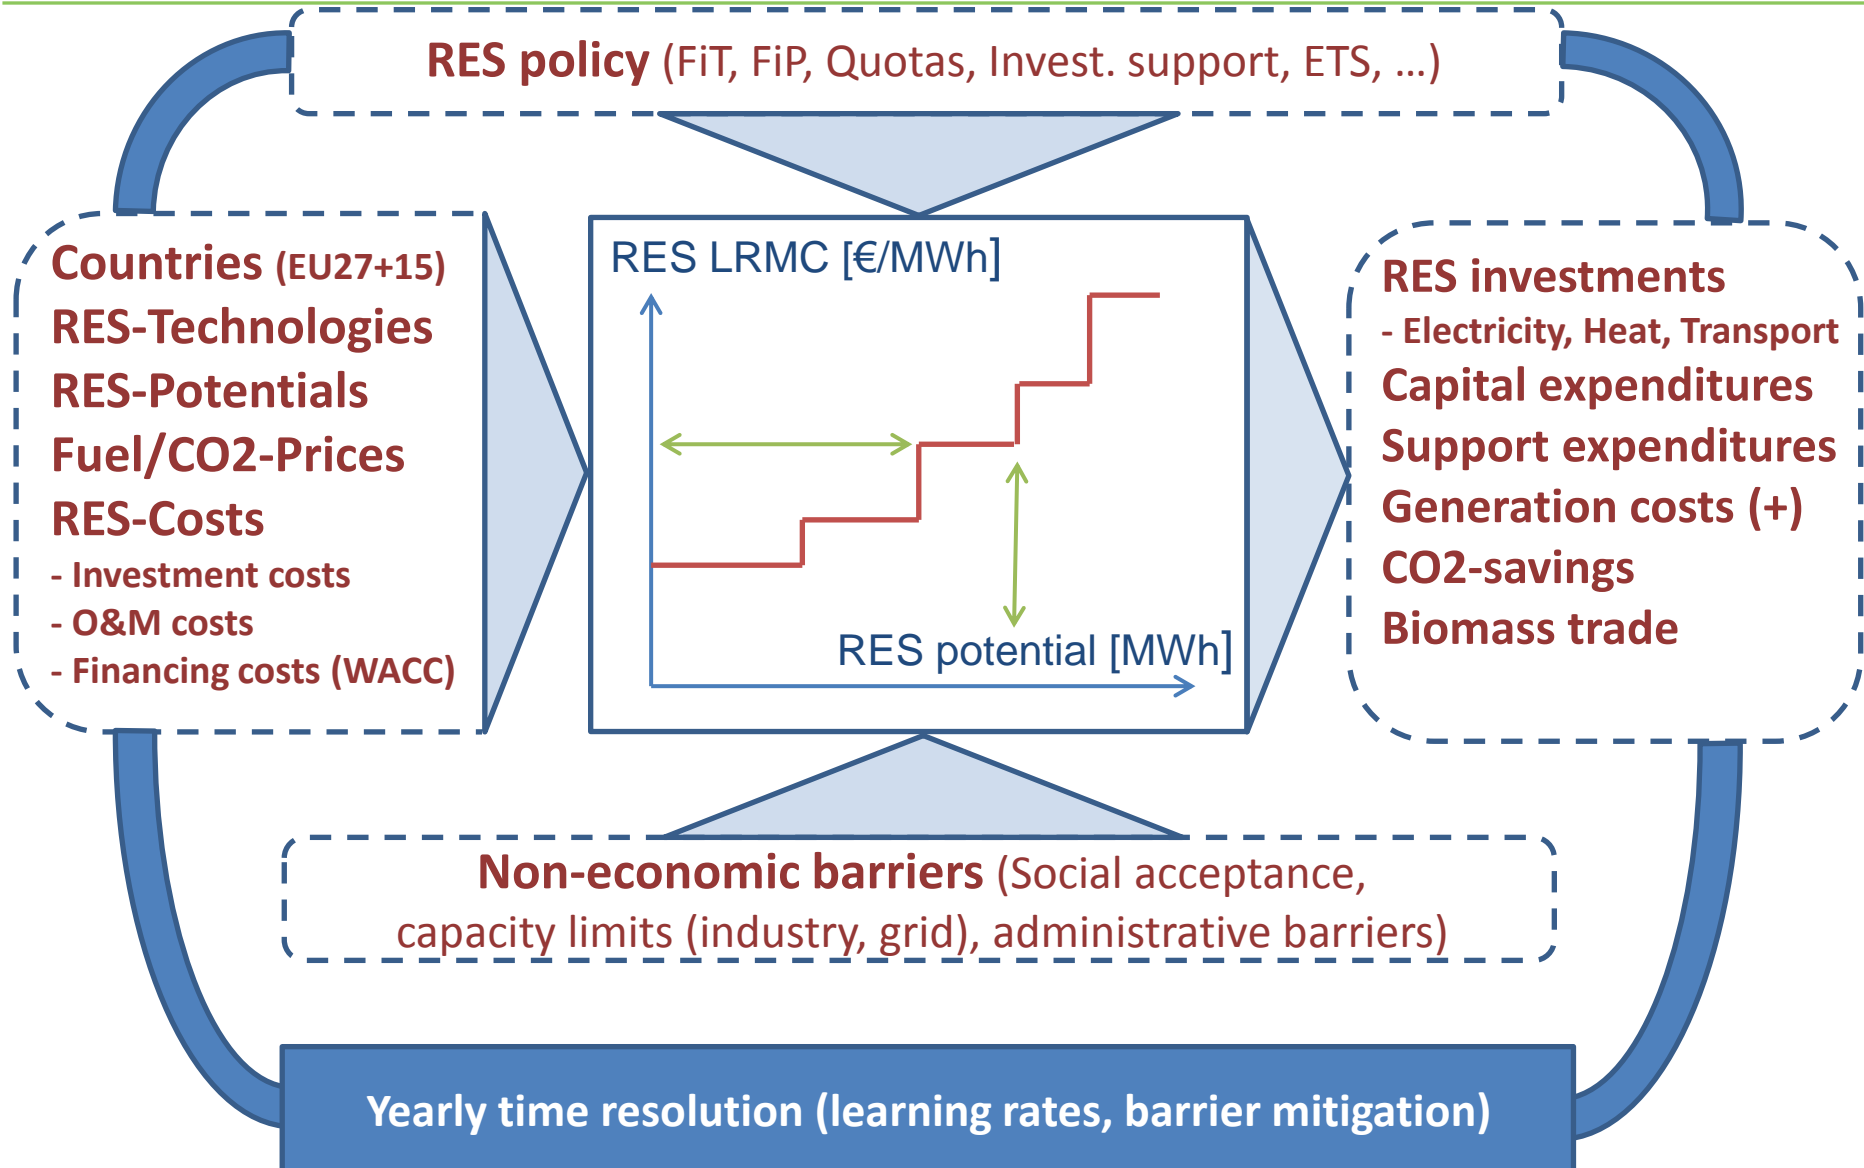 RES policy (FiT, FiP, Quotas, Invest. support, ETS, ...)
Countries (EU27+15)
RES-Technologies
RES-Potentials
Fuel/CO2-Prices
RES-Costs
- Investment costs
- O&M costs
- Financing costs (WACC)
RES LRMC [€/MWh]
RES potential [MWh]
RES investments
- Electricity, Heat, Transport
Capital expenditures
Support expenditures
Generation costs (+)
CO2-savings
Biomass trade
Non-economic barriers (Social acceptance,
capacity limits (industry, grid), administrative barriers)
Yearly time resolution (learning rates, barrier mitigation)